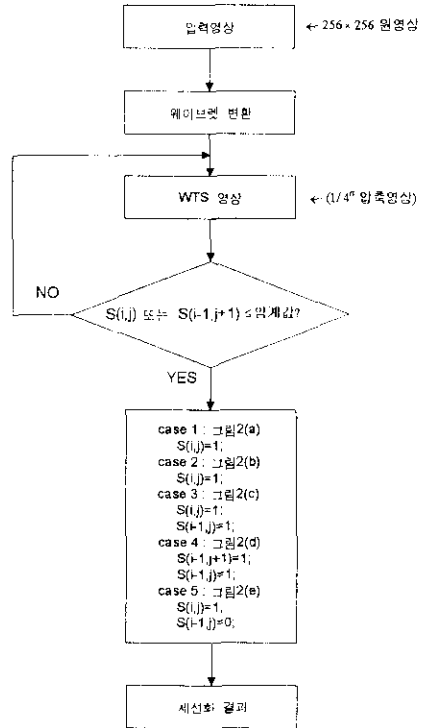 입력영상
← 256 × 256 원영상
웨이브렛 변환
WTS 영상
← (1/4ⁿ 압축영상)
NO
S(i,j) 또는 S(i-1,j+1) ≤ 임계값?
YES
case 1 : 그림2(a)
S(i,j)=1;
case 2 : 그림2(b)
S(i,j)=1;
case 3 : 그림2(c)
S(i,j)=1;
S(i-1,j)=1;
case 4 : 그림2(d)
S(i-1,j+1)=1;
S(i-1,j)=1;
case 5 : 그림2(e)
S(i,j)=1,
S(i-1,j)=0;
세선화 결과